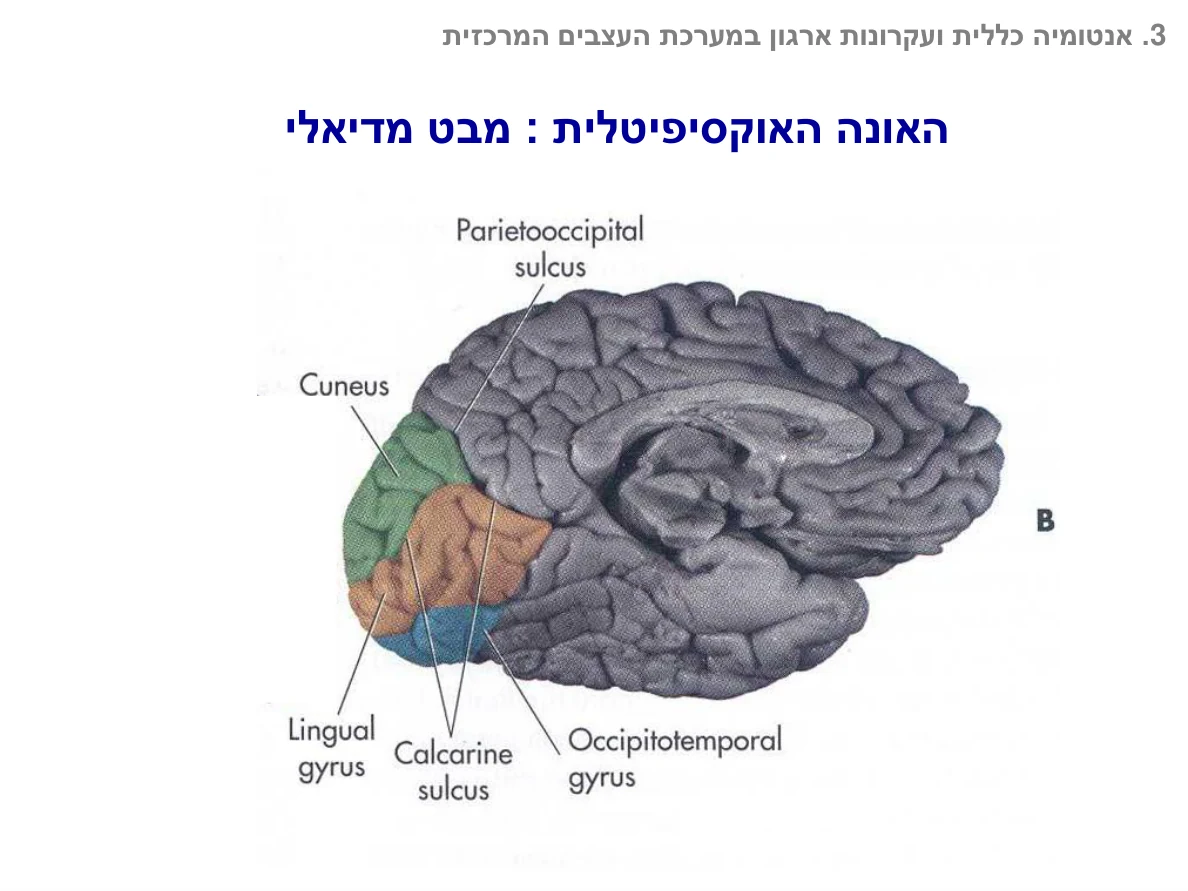 3. אנטומיה כללית ועקרונות ארגון במערכת העצבים המרכזית
האונה האוקסיפיטלית : מבט מדיאלי
Parietooccipital
sulcus
Cuneus
B
Lingual
gyrus
Calcarine
sulcus
Occipitotemporal
gyrus